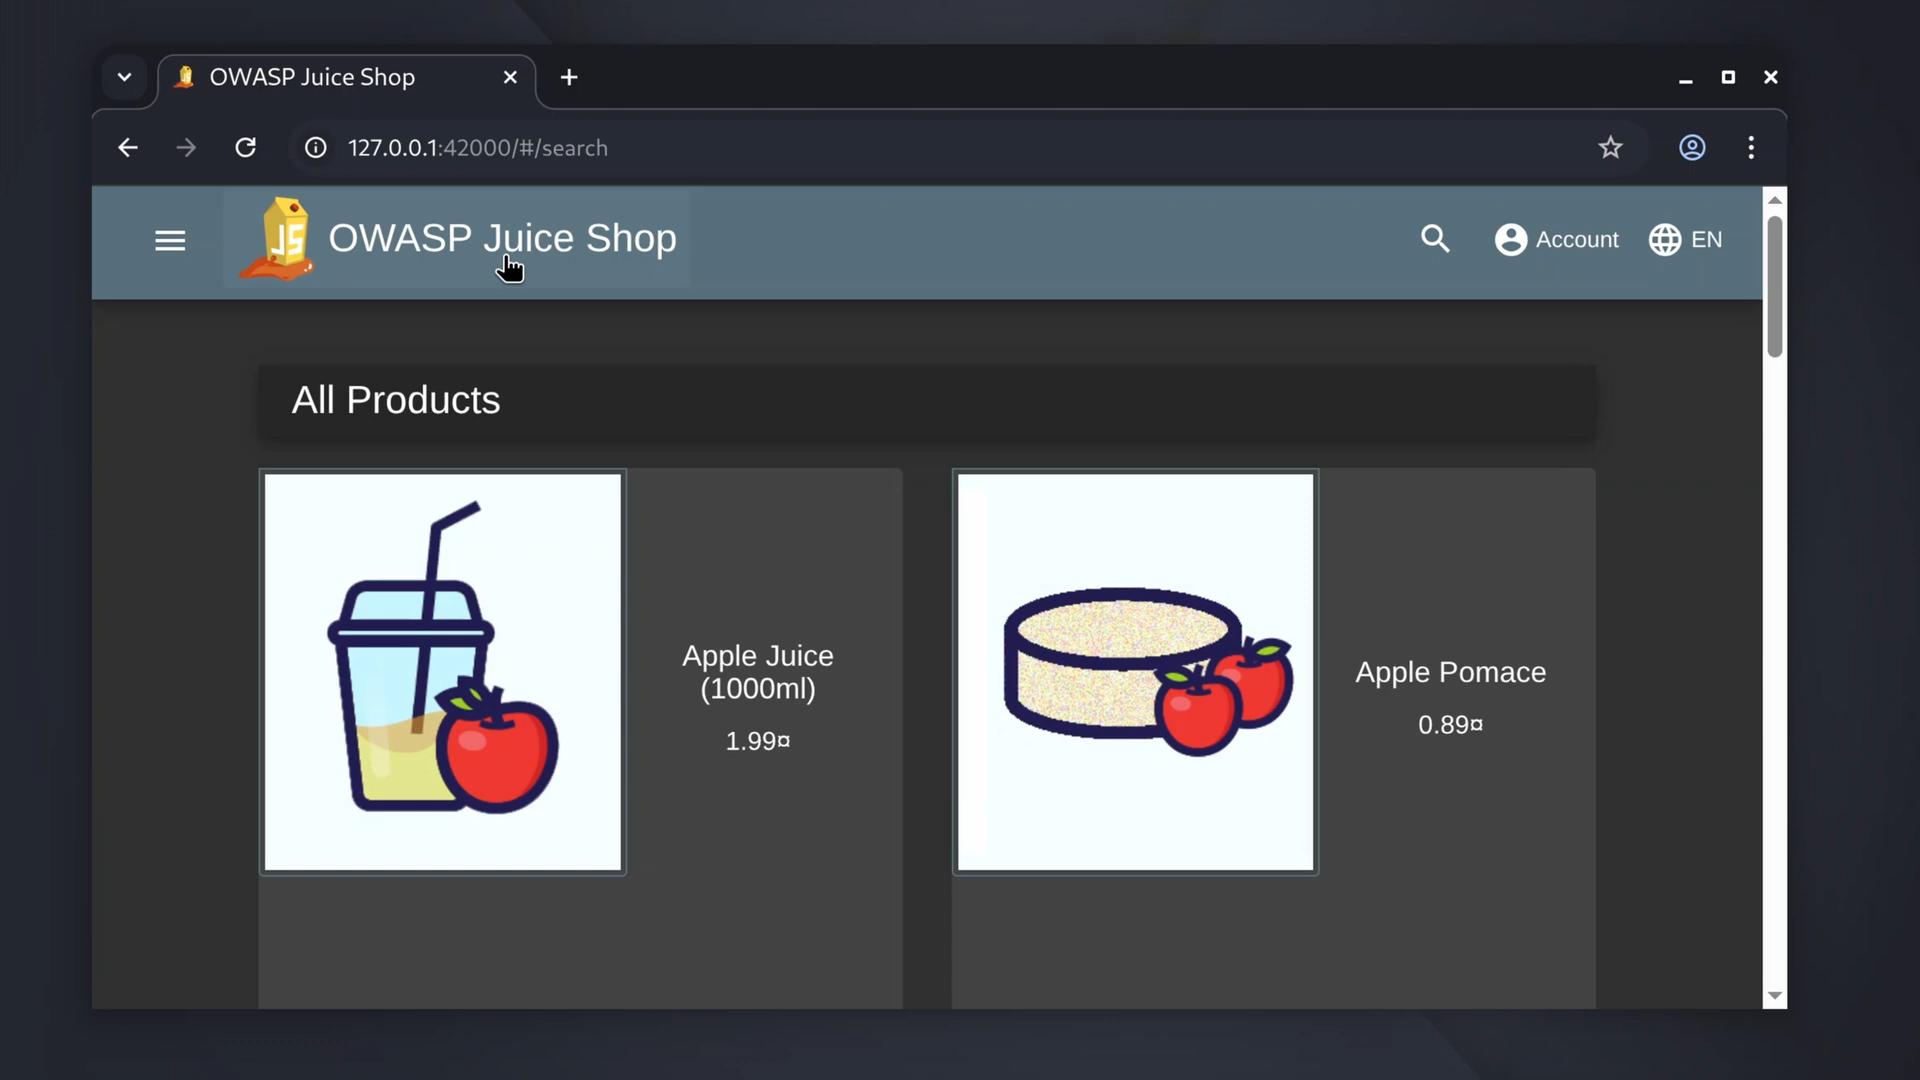 OWASP Juice Shop
127.0.0.1:42000/#/search
JS
OWASP Juice Shop
Account
EN
All Products
Apple Juice
(1000ml)
1.99¤
Apple Pomace
0.89¤